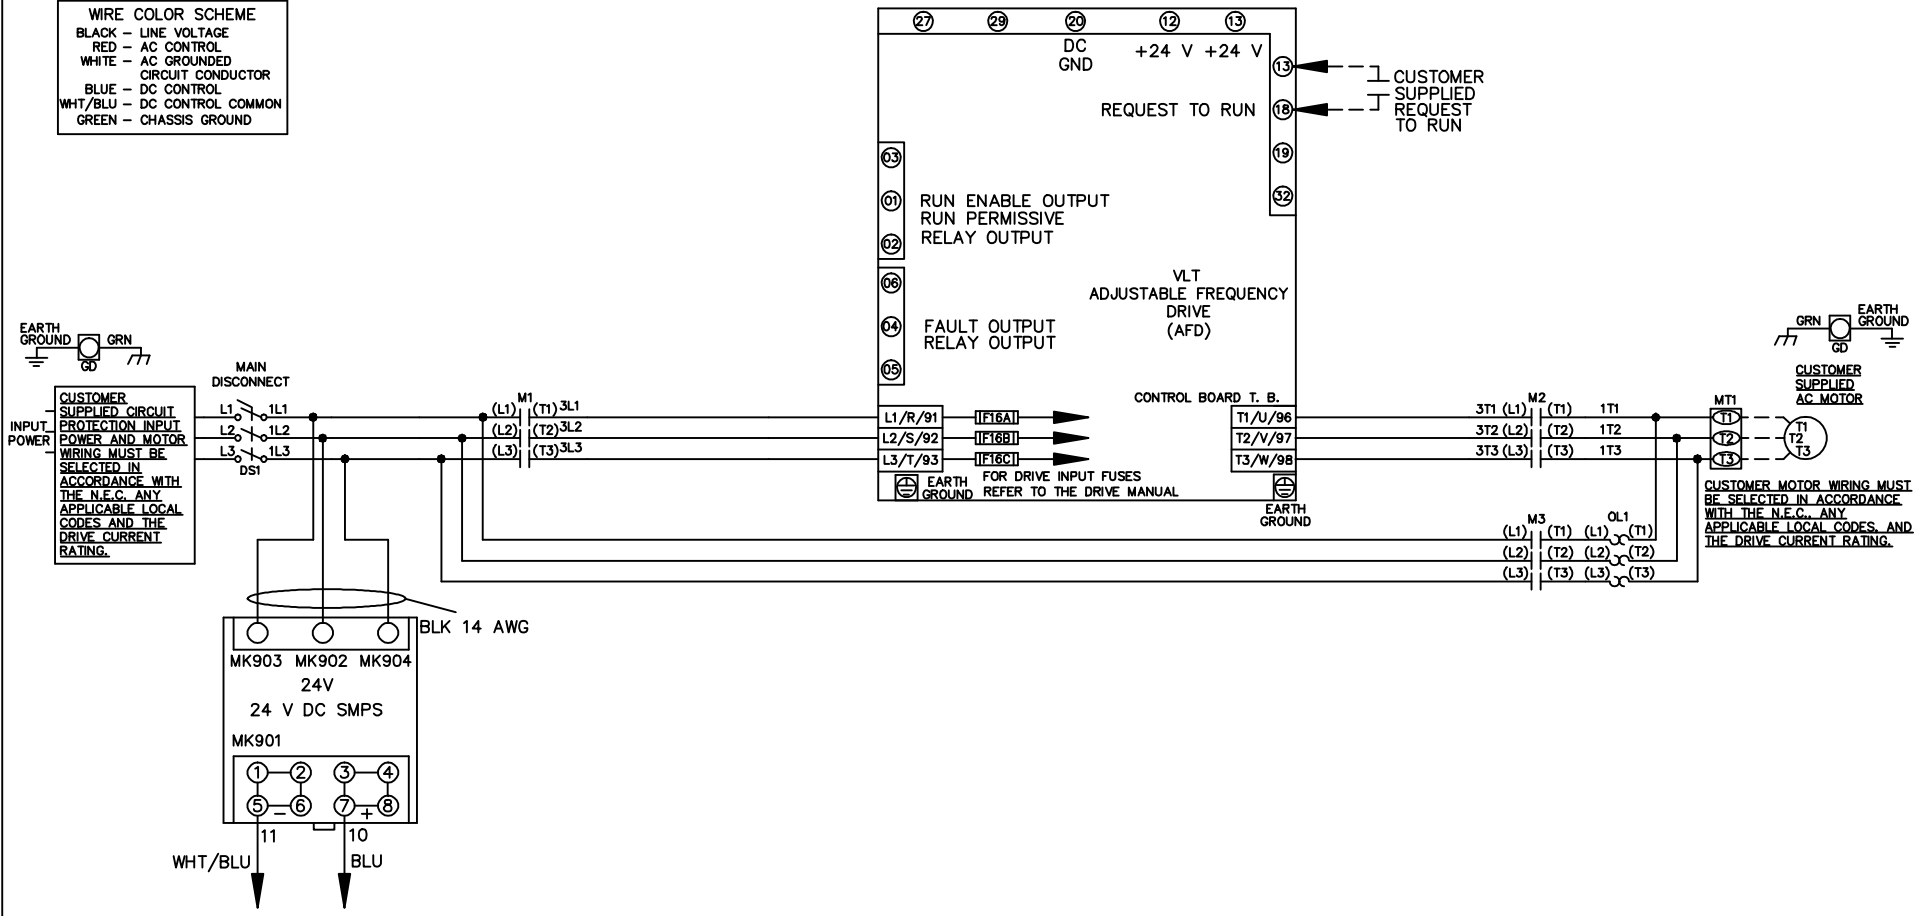 WIRE COLOR SCHEME
BLACK – LINE VOLTAGE
RED – AC CONTROL
WHITE – AC GROUNDED
CIRCUIT CONDUCTOR
BLUE – DC CONTROL
WHT/BLU – DC CONTROL COMMON
GREEN – CHASSIS GROUND
27 29 20 12 13
DC
GND
+24 V +24 V
13
REQUEST TO RUN 18
19
32
CUSTOMER
SUPPLIED
REQUEST
TO RUN
03
01
02
RUN ENABLE OUTPUT
RUN PERMISSIVE
RELAY OUTPUT
06
04
05
FAULT OUTPUT
RELAY OUTPUT
VLT
ADJUSTABLE FREQUENCY
DRIVE
(AFD)
EARTH
GROUND
GRN
GD
INPUT
POWER
CUSTOMER
SUPPLIED CIRCUIT
PROTECTION INPUT
POWER AND MOTOR
WIRING MUST BE
SELECTED IN
ACCORDANCE WITH
THE N.E.C. ANY
APPLICABLE LOCAL
CODES AND THE
DRIVE CURRENT
RATING.
MAIN
DISCONNECT
L1 1L1
L2 1L2
L3 1L3
DS1
M1
(L1) (T1) 3L1
(L2) (T2) 3L2
(L3) (T3) 3L3
L1/R/91 F16A
L2/S/92 F16B
L3/T/93 F16C
EARTH
GROUND
FOR DRIVE INPUT FUSES
REFER TO THE DRIVE MANUAL
CONTROL BOARD T. B.
T1/U/96
T2/V/97
T3/W/98
EARTH
GROUND
M2
3T1 (L1) (T1) 1T1
3T2 (L2) (T2) 1T2
3T3 (L3) (T3) 1T3
M3 OL1
(L1) (T1) (L1) (T1)
(L2) (T2) (L2) (T2)
(L3) (T3) (L3) (T3)
MT1
T1
T2
T3
T1
T2
T3
GRN
GD
EARTH
GROUND
CUSTOMER
SUPPLIED
AC MOTOR
CUSTOMER MOTOR WIRING MUST
BE SELECTED IN ACCORDANCE
WITH THE N.E.C., ANY
APPLICABLE LOCAL CODES, AND
THE DRIVE CURRENT RATING.
BLK 14 AWG
MK903 MK902 MK904
24V
24 V DC SMPS
MK901
1 2 3 4
5 6 7 8
– +
11 10
WHT/BLU BLU